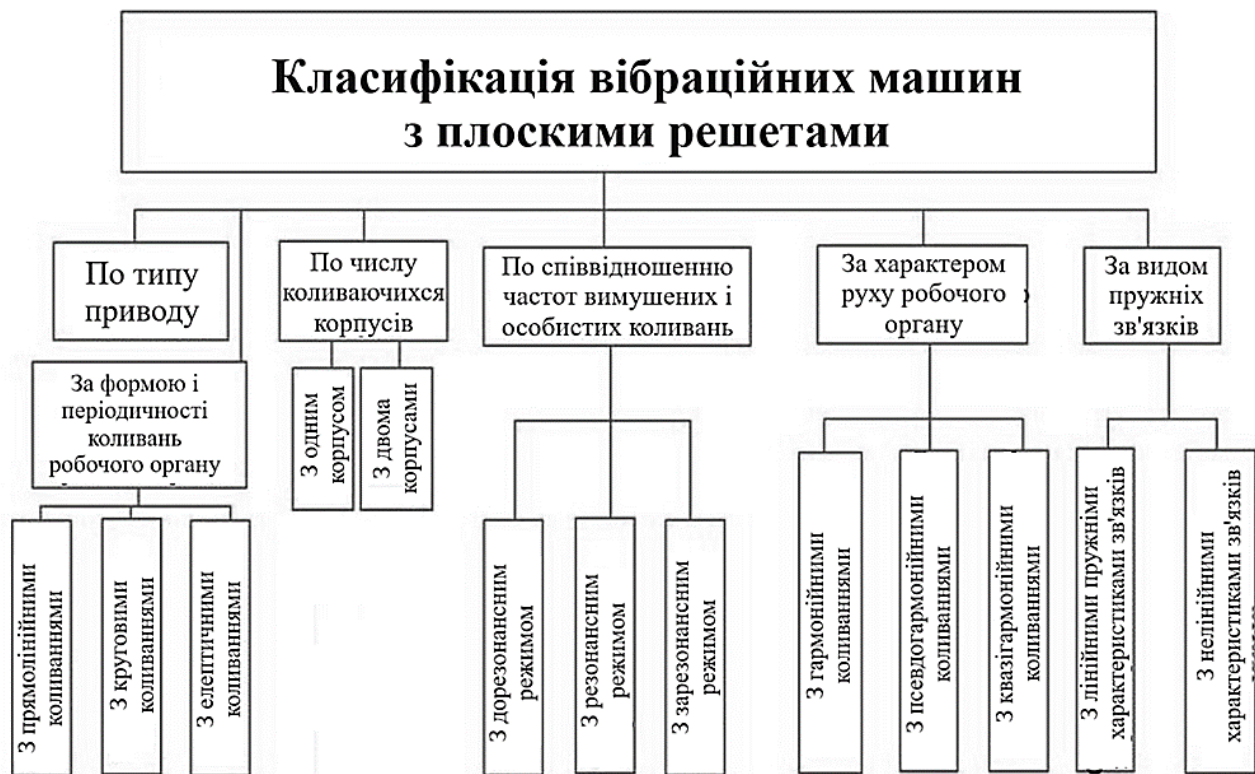 Класифікація вібраційних машин
з плоскими решетами
По типу
приводу
По числу
коливаючихся
корпусів
По співвідношенню
частот вимушених і
особистих коливань
За характером
руху робочого
органу
За видом
пружніх
зв'язків
За формою і
періодичності
коливань
робочого органу
З одним
корпусом
З двома
корпусами
З прямолінійними
коливаннями
З круговими
коливаннями
З елептичними
коливаннями
З дорезонансним
режимом
З резонансним
режимом
З зарезонансним
режимом
З гармонійними
коливаннями
З псевдогармонійними
коливаннями
З квазігармонійними
коливаннями
З лінійними пружніми
характеристиками зв'язків
З нелінійними
характеристиками зв'язків